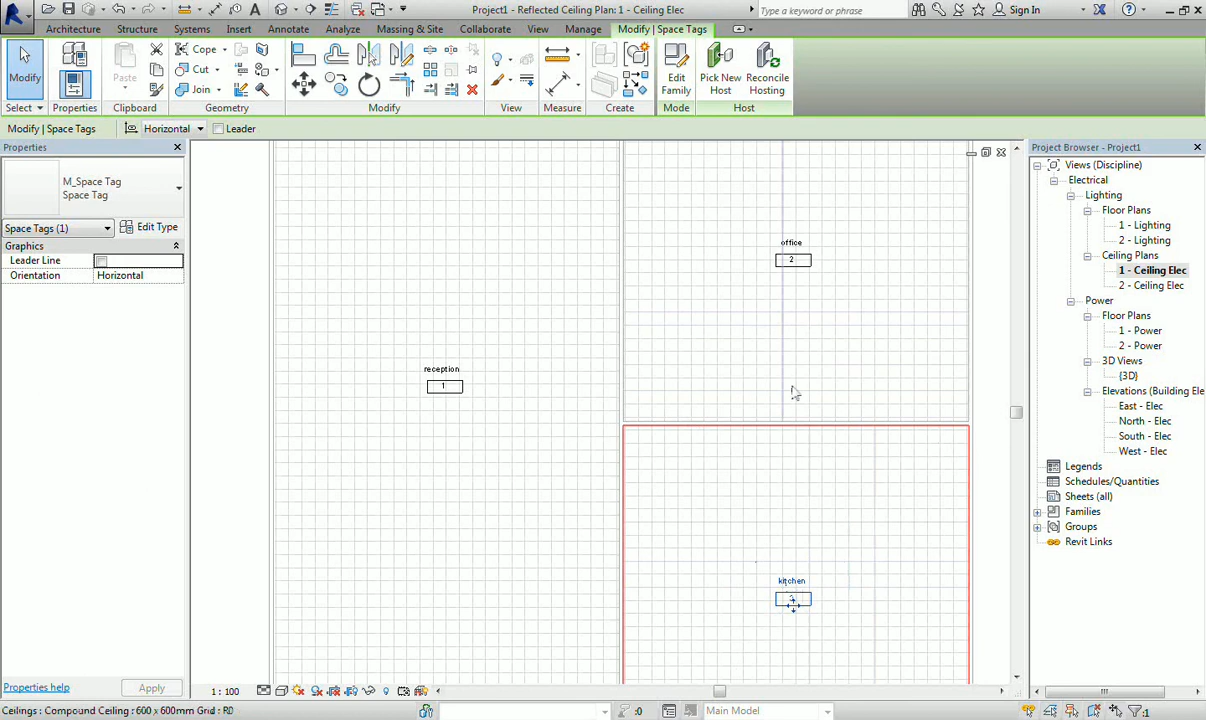 Project1 - Reflected Ceiling Plan: 1 - Ceiling Elec
Type a keyword or phrase
Sign In
Architecture
Structure
Systems
Insert
Annotate
Analyze
Massing & Site
Collaborate
View
Manage
Modify | Space Tags
Modify
Paste
Cope
Cut
Join
Edit Family
Pick New Host
Reconcile Hosting
Select
Properties
Clipboard
Geometry
Modify
View
Measure
Create
Mode
Host
Modify | Space Tags
Horizontal
Leader
Properties
M_Space Tag
Space Tag
Space Tags (1)
Edit Type
Graphics
Leader Line
Orientation
Horizontal
Properties help
Apply
office
2
reception
1
kitchen
Project Browser - Project1
Views (Discipline)
Electrical
Lighting
Floor Plans
1 - Lighting
2 - Lighting
Ceiling Plans
1 - Ceiling Elec
2 - Ceiling Elec
Power
Floor Plans
1 - Power
2 - Power
3D Views
{3D}
Elevations (Building Ele
East - Elec
North - Elec
South - Elec
West - Elec
Legends
Schedules/Quantities
Sheets (all)
Families
Groups
Revit Links
1 : 100
Ceilings : Compound Ceiling : 600 x 600mm Grid : R0
:0
Main Model
:1